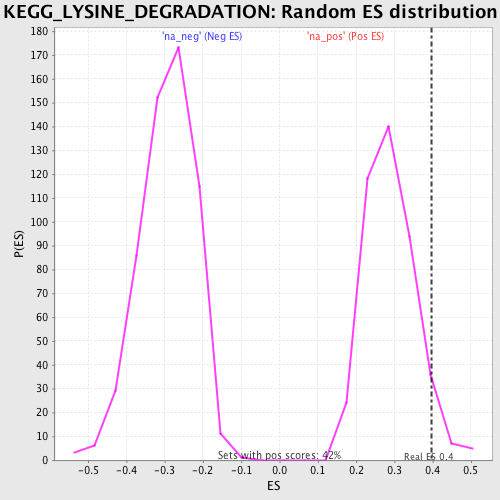 KEGG_LYSINE_DEGRADATION: Random ES distribution
'na_neg' (Neg ES) 'na_pos' (Pos ES)
180
170
160
150
140
130
120
110
100
90
80
70
60
50
40
30
20
10
0
P(ES)
Sets with pos scores: 42%
Real ES 0.4
-0.5 -0.4 -0.3 -0.2 -0.1 0.0 0.1 0.2 0.3 0.4 0.5
ES